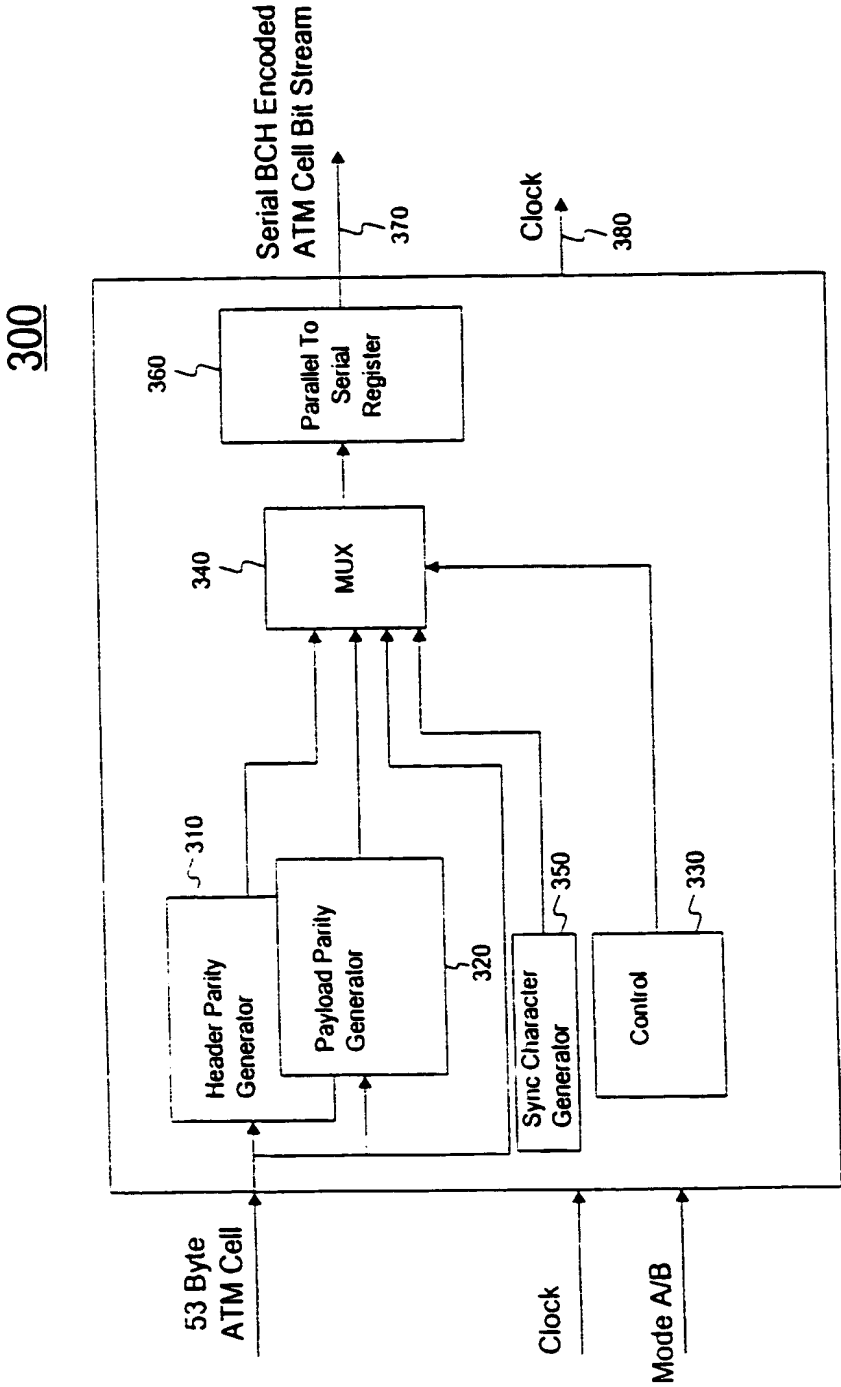 300
53 Byte
ATM Cell
Clock
Mode A/B
Header Parity
Generator
310
Payload Parity
Generator
320
Sync Character
Generator
350
Control
330
MUX
340
Parallel To
Serial
Register
360
Serial BCH Encoded
ATM Cell Bit Stream
370
Clock
380